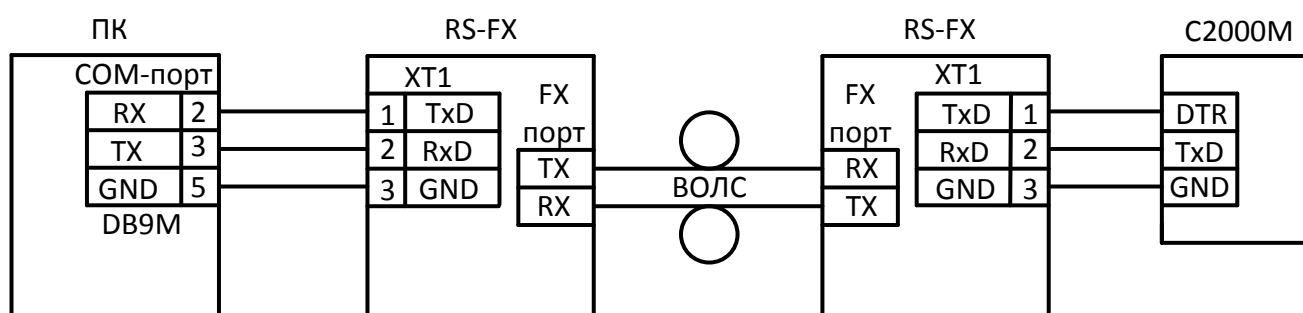 ПК
RS-FX
RS-FX
С2000М
COM-порт
RX 2
TX 3
GND 5
DB9M
XT1
1 TxD
2 RxD
3 GND
FX
порт
TX
RX
ВОЛС
FX
порт
RX
TX
XT1
TxD 1
RxD 2
GND 3
DTR
TxD
GND